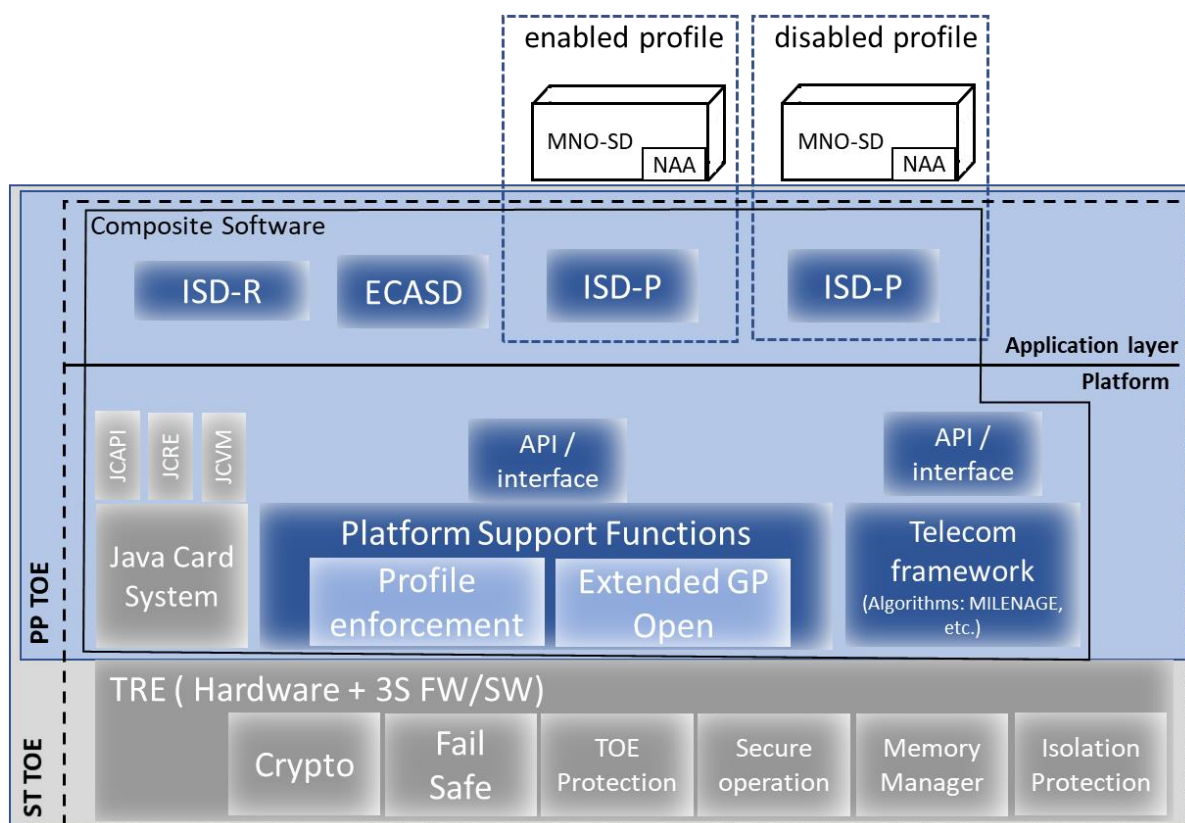 enabled profile
disabled profile
MNO-SD
NAA
MNO-SD
NAA
Composite Software
ISD-R
ECASD
ISD-P
ISD-P
Application layer
Platform
JCAPI
JCRE
JCVM
API /
interface
API /
interface
Java Card
System
Platform Support Functions
Profile
enforcement
Extended GP
Open
Telecom
framework
(Algorithms: MILENAGE,
etc.)
PP TOE
TRE ( Hardware + 3S FW/SW)
Crypto
Fail
Safe
TOE
Protection
Secure
operation
Memory
Manager
Isolation
Protection
ST TOE